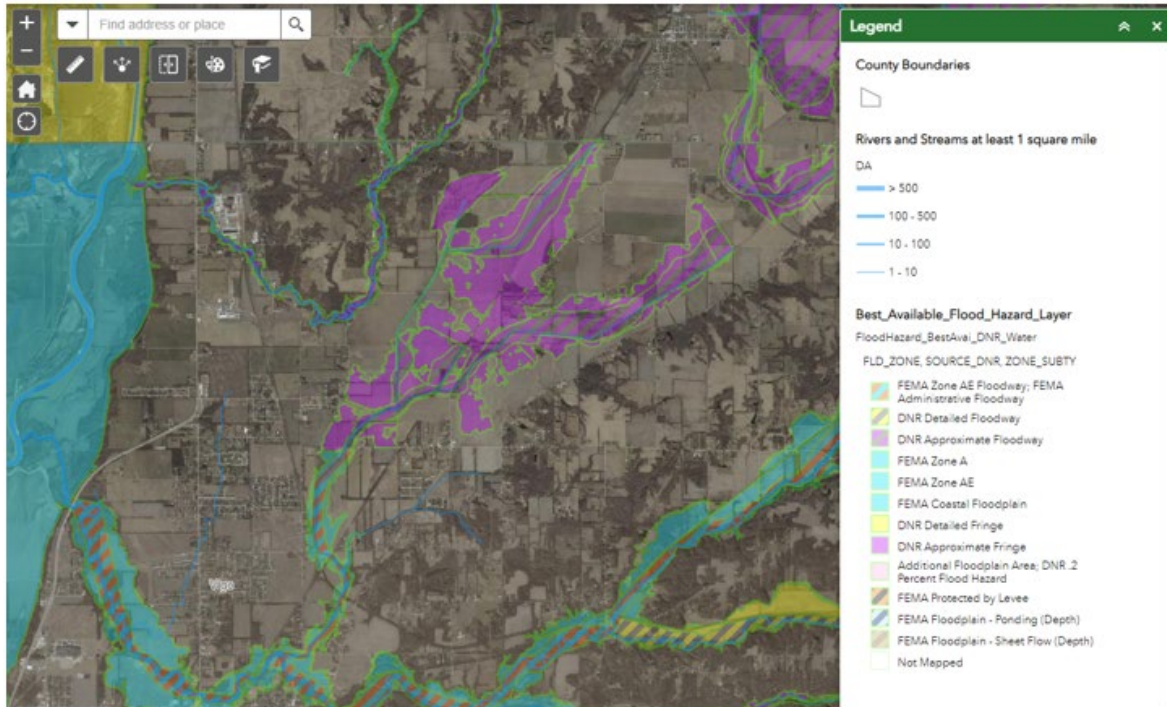 Find address or place
Legend
County Boundaries
Rivers and Streams at least 1 square mile
DA
> 500
100 - 500
10 - 100
1 - 10
Best_Available_Flood_Hazard_Layer
FloodHazard_BestAvai_DNR_Water
FLD_ZONE, SOURCE_DNR, ZONE_SUBTY
FEMA Zone AE Floodway; FEMA
Administrative Floodway
DNR Detailed Floodway
DNR Approximate Floodway
FEMA Zone A
FEMA Zone AE
FEMA Coastal Floodplain
DNR Detailed Fringe
DNR Approximate Fringe
Additional Floodplain Area; DNR .2
Percent Flood Hazard
FEMA Protected by Levee
FEMA Floodplain - Ponding (Depth)
FEMA Floodplain - Sheet Flow (Depth)
Not Mapped
Vigo